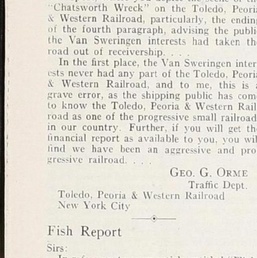 "Chatsworth Wreck" on the Toledo, Peoria
& Western Railroad, particularly, the ending
of the fourth paragraph, advising the public
the Van Sweringen interests had taken the
road out of receivership. . . .
In the first place, the Van Sweringen inter-
ests never had any part of the Toledo, Peoria
& Western Railroad, and to me, this is a
grave error, as the shipping public has come
to know the Toledo, Peoria & Western Rail-
road as one of the progressive small railroads
in our country. Further, if you will get the
financial report as available to you, you will
find we have been an aggressive and pro-
gressive railroad. . . .
GEO. G. ORME
Traffic Dept.
Toledo, Peoria & Western Railroad
New York City
Fish Report
Sirs: